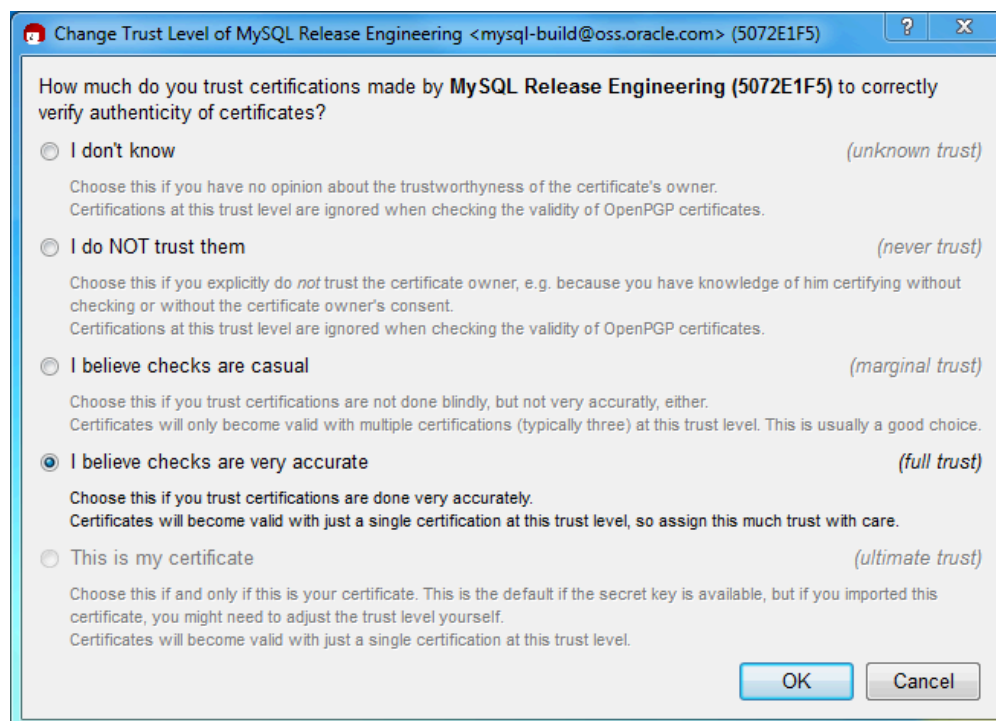 Change Trust Level of MySQL Release Engineering <mysql-build@oss.oracle.com> (5072E1F5)
How much do you trust certifications made by MySQL Release Engineering (5072E1F5) to correctly
verify authenticity of certificates?
I don't know (unknown trust)
Choose this if you have no opinion about the trustworthyness of the certificate's owner.
Certifications at this trust level are ignored when checking the validity of OpenPGP certificates.
I do NOT trust them (never trust)
Choose this if you explicitly do not trust the certificate owner, e.g. because you have knowledge of him certifying without
checking or without the certificate owner's consent.
Certifications at this trust level are ignored when checking the validity of OpenPGP certificates.
I believe checks are casual (marginal trust)
Choose this if you trust certifications are not done blindly, but not very accuratly, either.
Certificates will only become valid with multiple certifications (typically three) at this trust level. This is usually a good choice.
I believe checks are very accurate (full trust)
Choose this if you trust certifications are done very accurately.
Certificates will become valid with just a single certification at this trust level, so assign this much trust with care.
This is my certificate (ultimate trust)
Choose this if and only if this is your certificate. This is the default if the secret key is available, but if you imported this
certificate, you might need to adjust the trust level yourself.
Certificates will become valid with just a single certification at this trust level.
OK Cancel